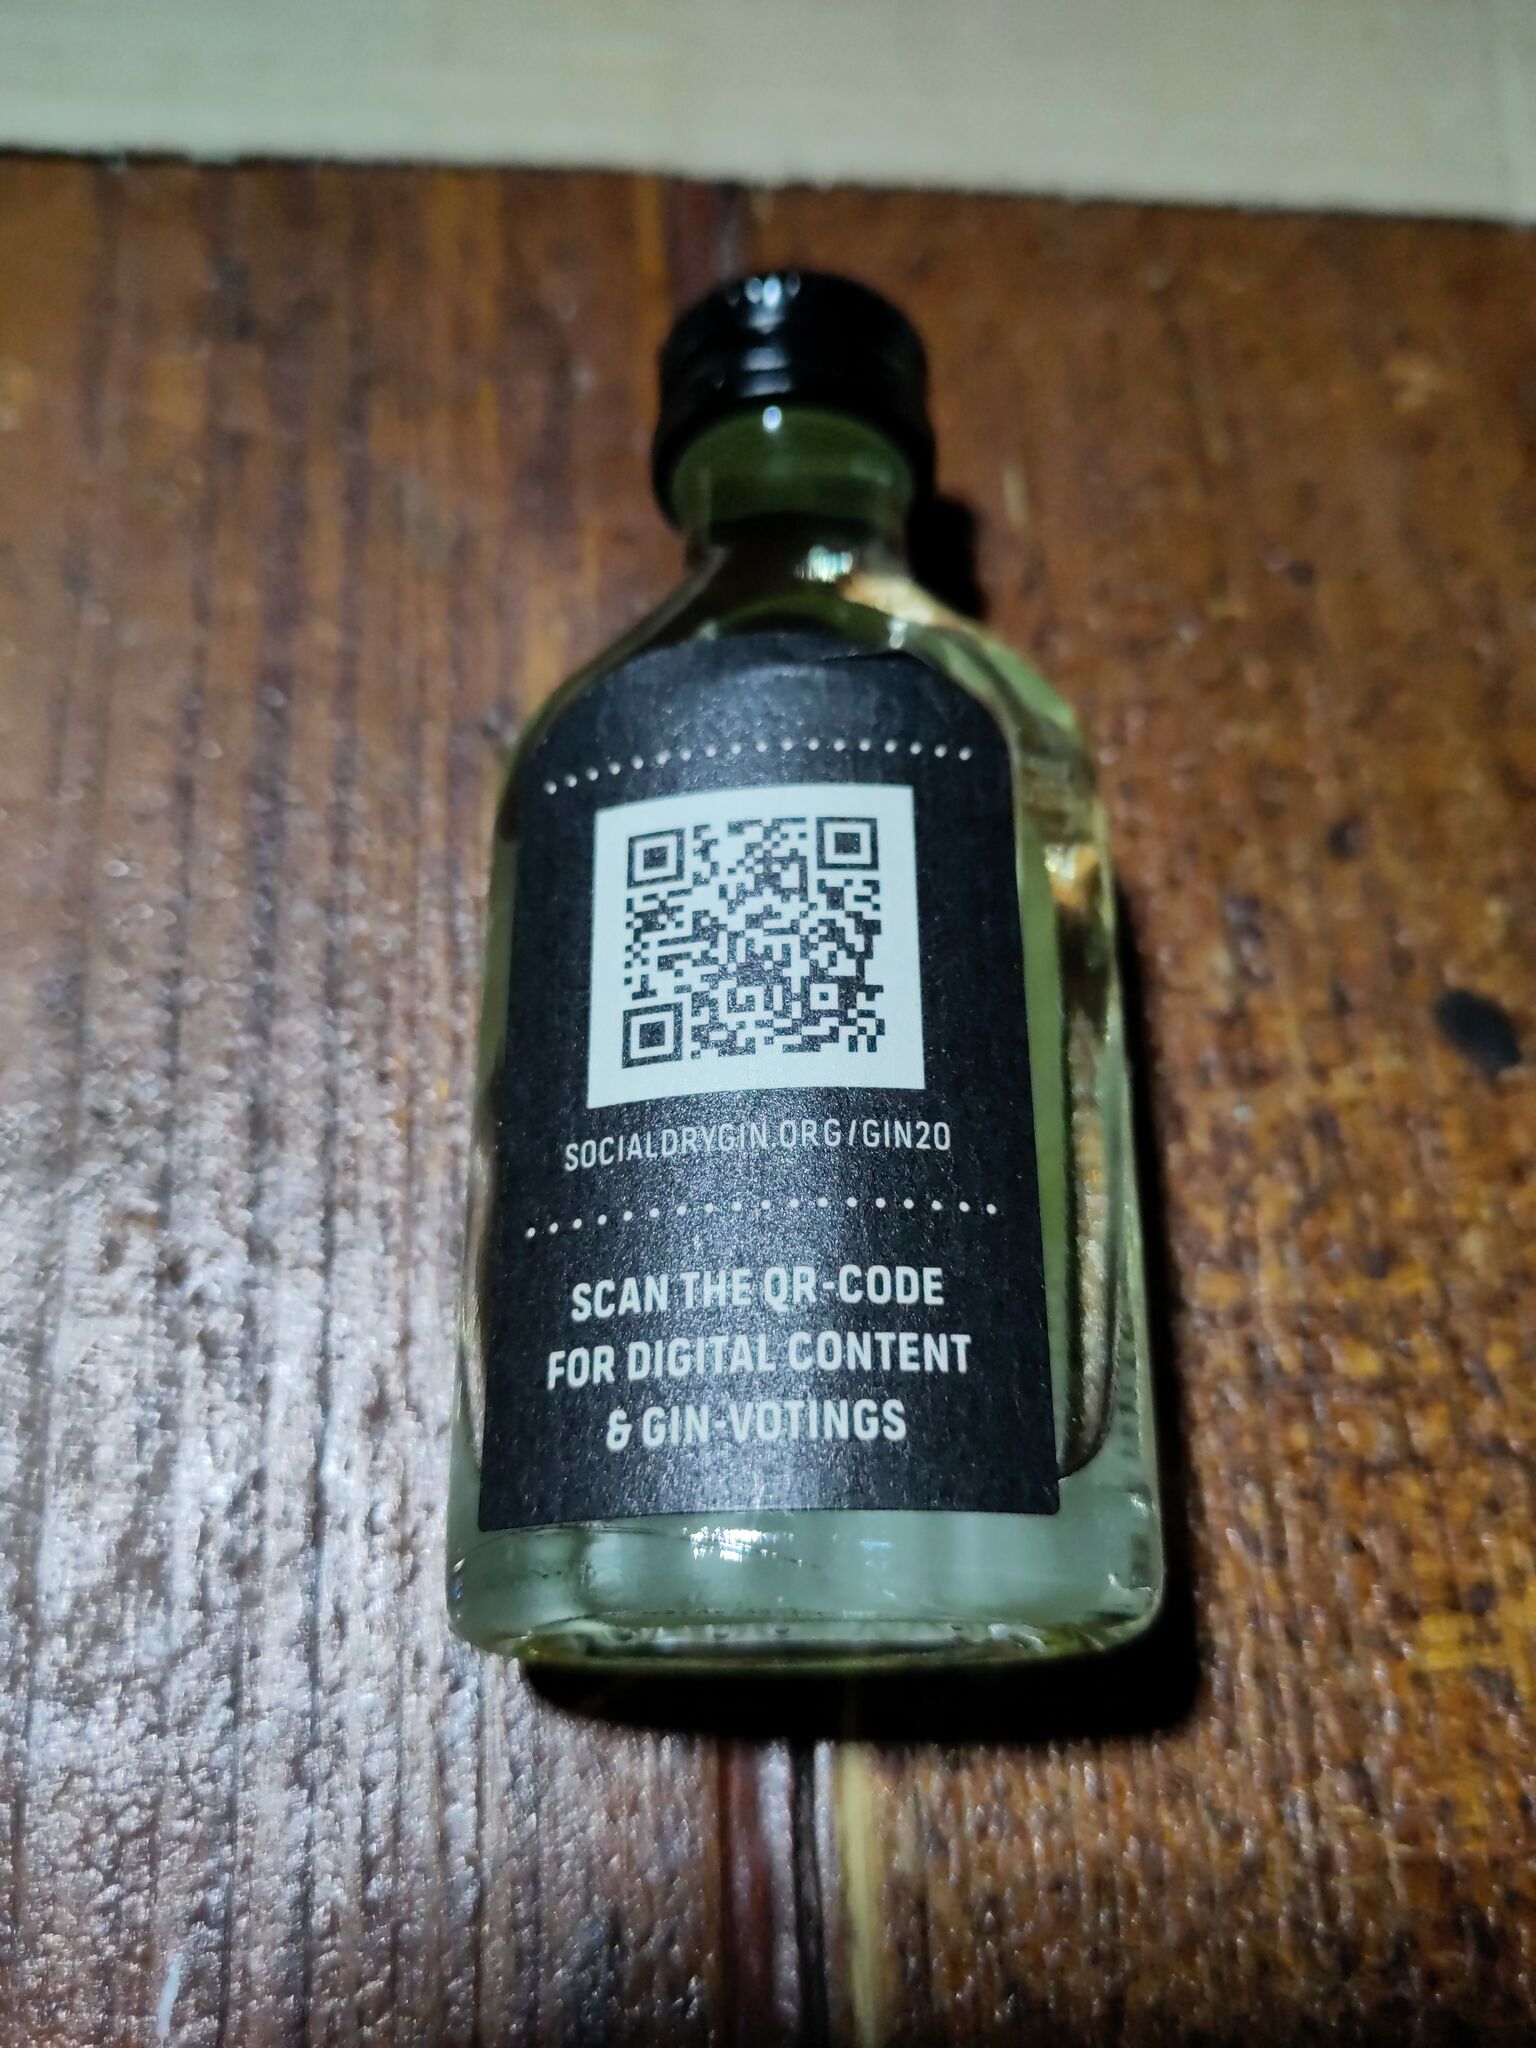 SOCIALDRYGIN.ORG/GIN20
SCAN THE QR-CODE
FOR DIGITAL CONTENT
& GIN-VOTINGS